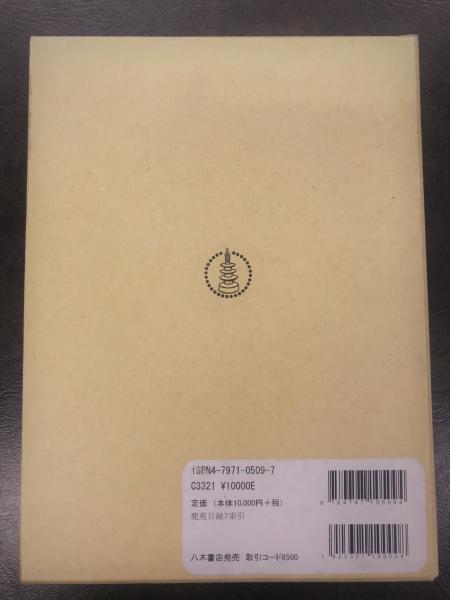 ISBN4-7971-0509-7
C3321 ¥10000E
定価 (本体10,000円+税)
鹿苑日録7索引
八木書店発売 取引コード8500
9784797105094
1923321100008